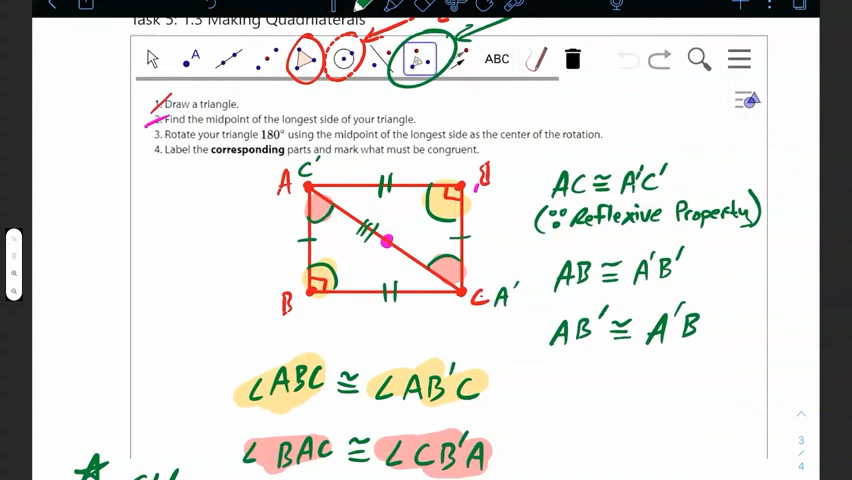 Task 5: 1.3 Making Quadrilaterals
A
ABC
1. Draw a triangle.
2. Find the midpoint of the longest side of your triangle.
3. Rotate your triangle 180° using the midpoint of the longest side as the center of the rotation.
4. Label the corresponding parts and mark what must be congruent.
A C'
B
C A'
AC ≅ A'C'
(∵ Reflexive Property)
AB ≅ A'B'
AB' ≅ A'B
∠ABC ≅ ∠AB'C
∠BAC ≅ ∠CB'A
3
/
4